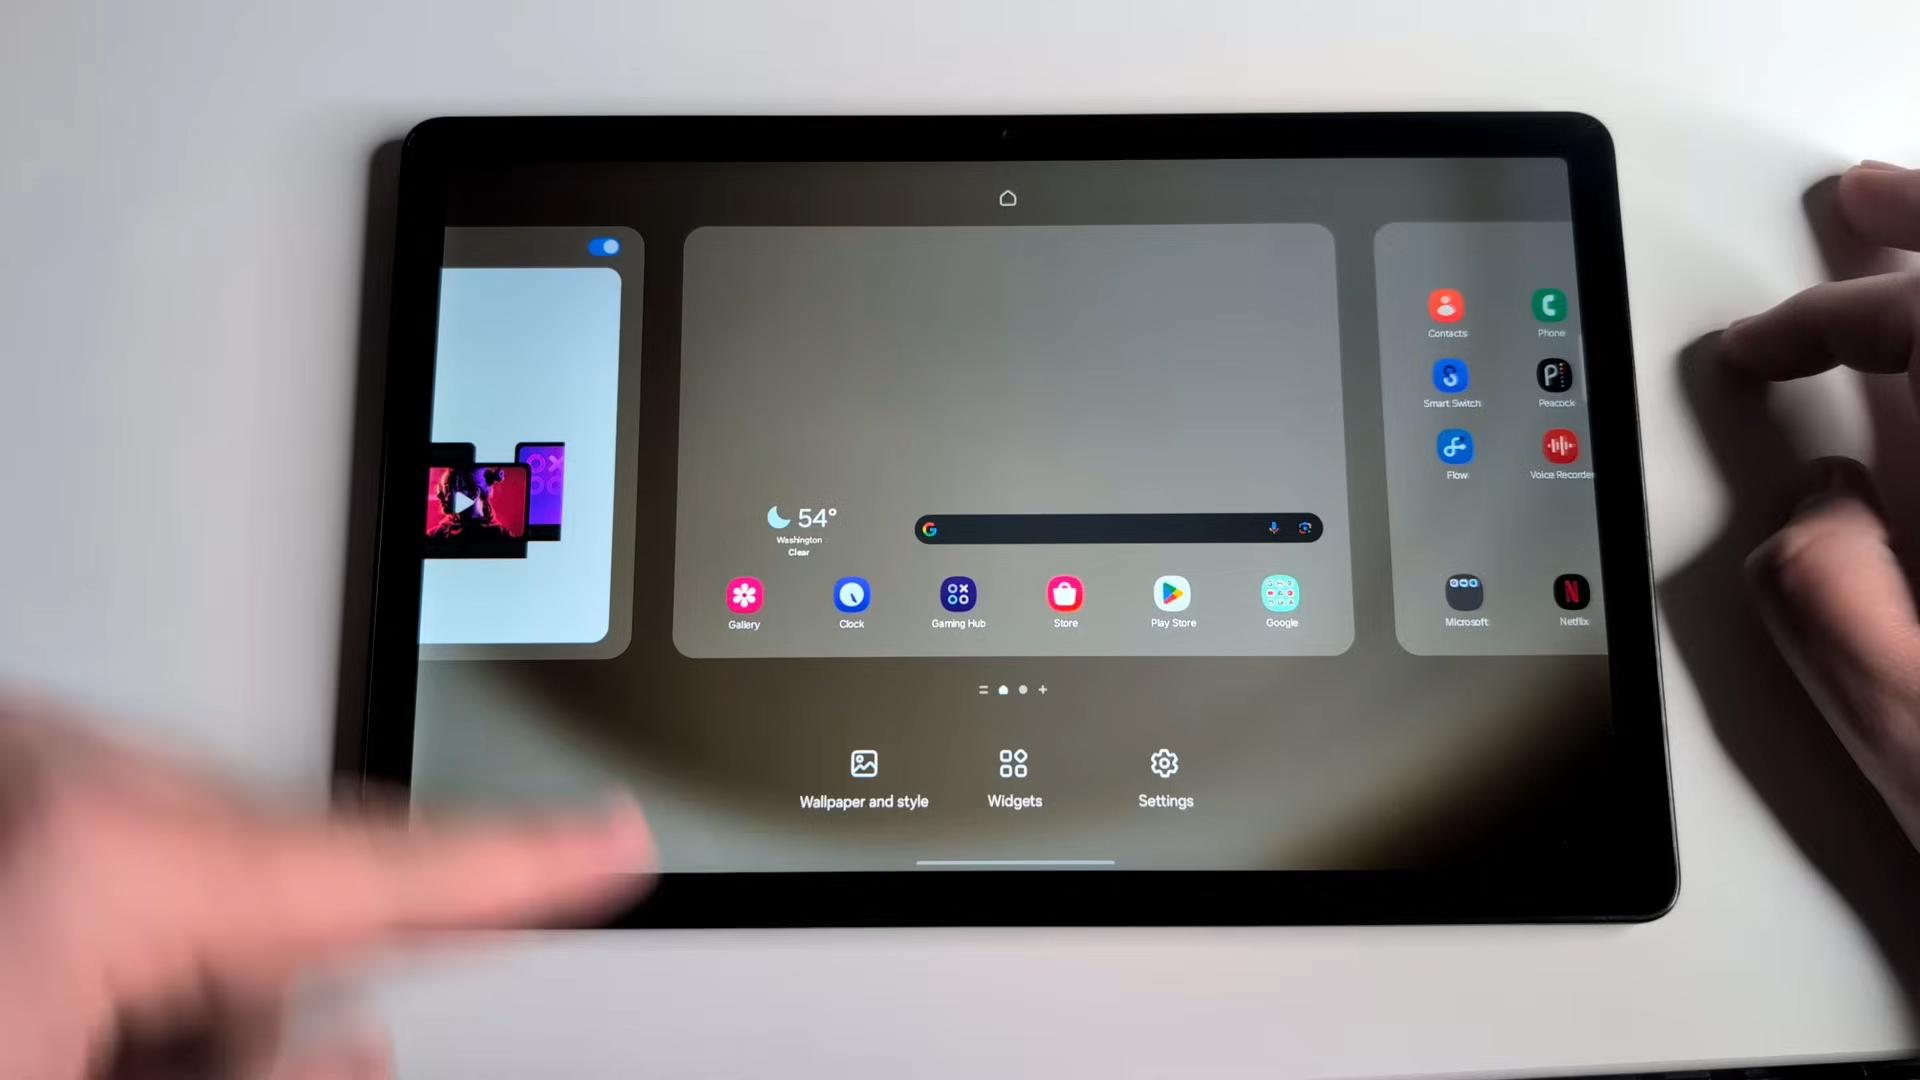 Contacts
Phone
Smart Switch
Peacock
Flow
Voice Recorder
54°
Washington
Clear
G
Gallery
Clock
Gaming Hub
Store
Play Store
Google
Microsoft
Netflix
Wallpaper and style
Widgets
Settings